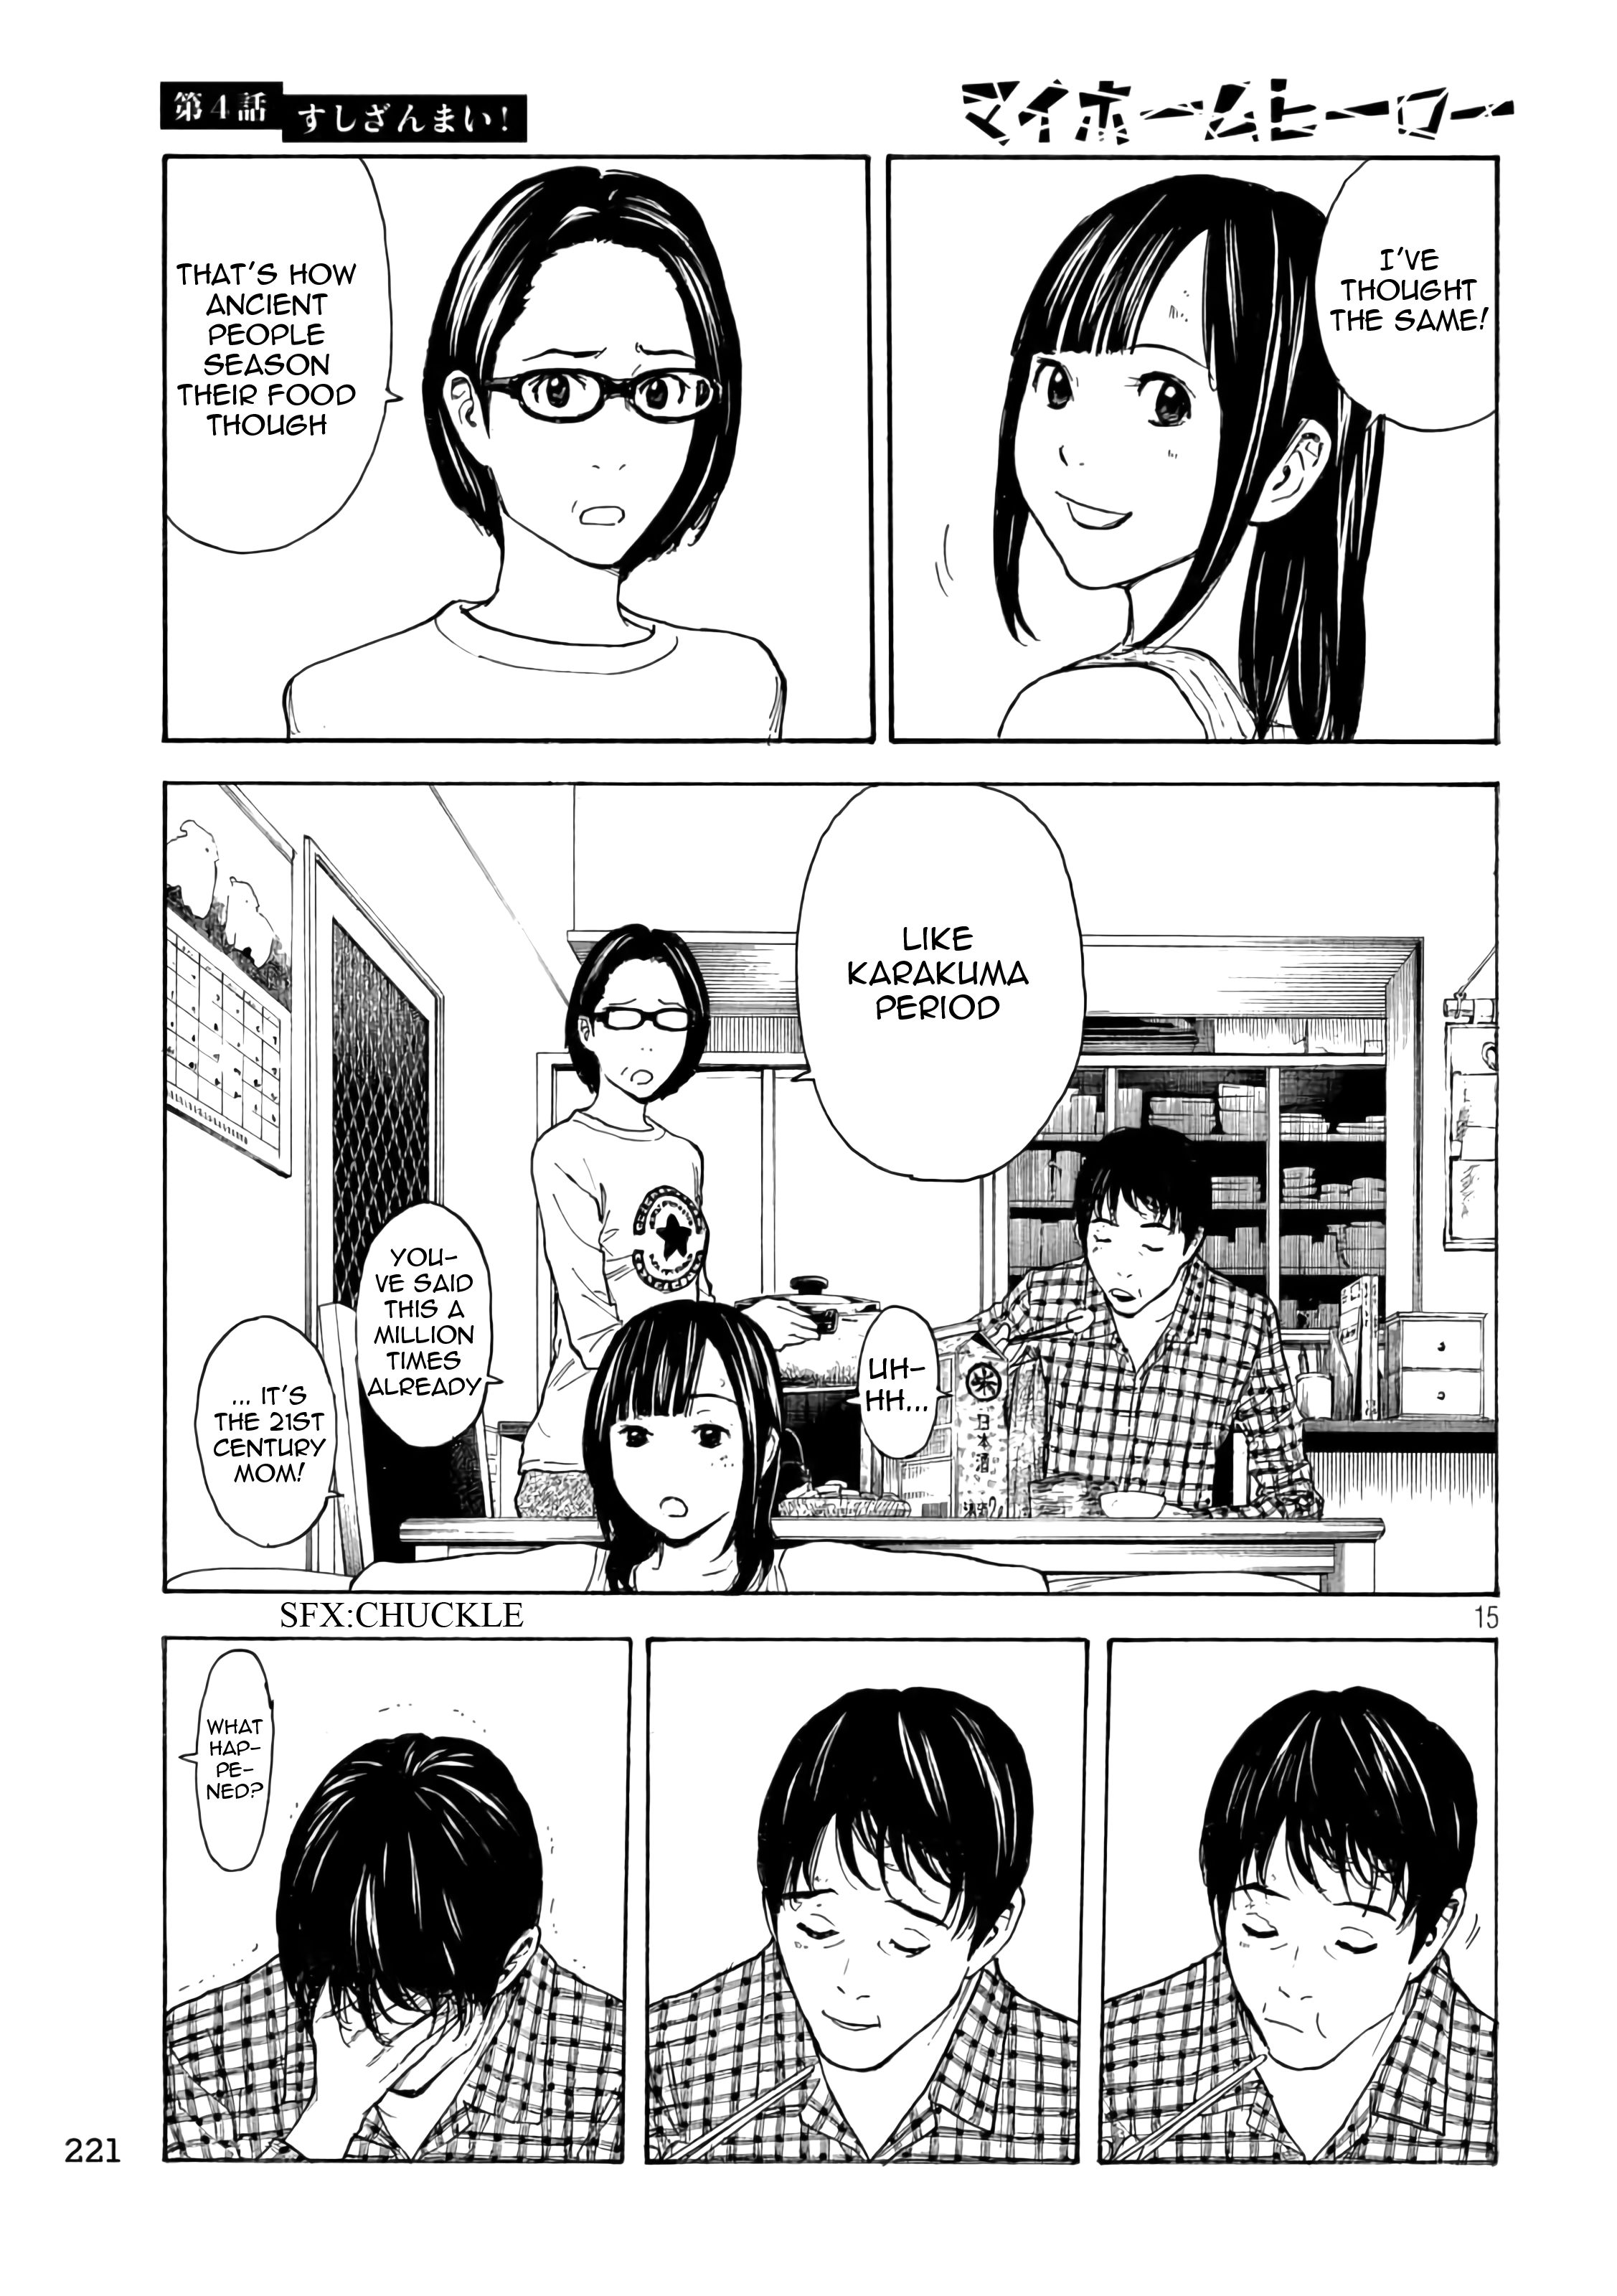 第4話
すしざんまい!
マイホームヒーロー
I'VE
THOUGHT
THE SAME!
THAT'S HOW
ANCIENT
PEOPLE
SEASON
THEIR FOOD
THOUGH
LIKE
KARAKUMA
PERIOD
UH-
HH...
YOU-
VE SAID
THIS A
MILLION
TIMES
ALREADY
... IT'S
THE 21ST
CENTURY
MOM!
米
日本酒
SFX:CHUCKLE
15
WHAT
HAP-
PE-
NED?
221